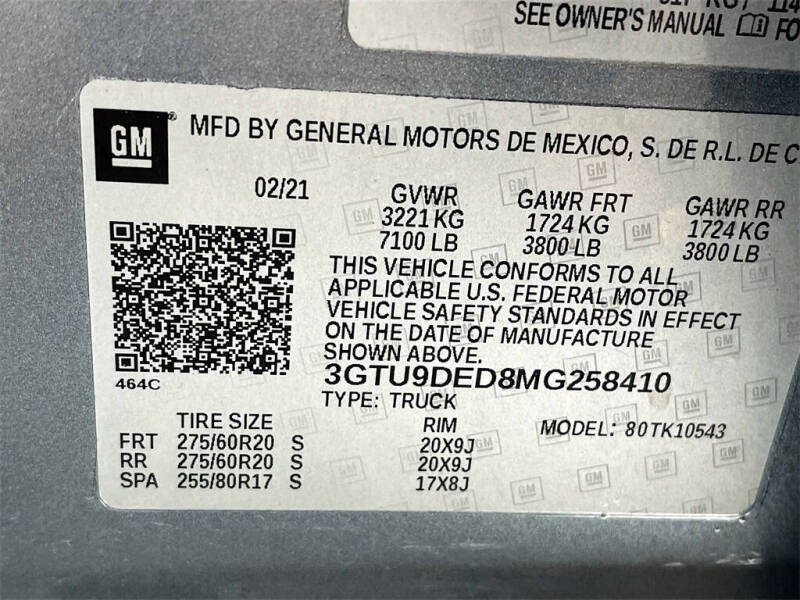 SEE OWNER'S MANUAL FO
GM
MFD BY GENERAL MOTORS DE MEXICO, S. DE R.L. DE C
02/21 GVWR GAWR FRT GAWR RR
3221 KG 1724 KG 1724 KG
7100 LB 3800 LB 3800 LB
THIS VEHICLE CONFORMS TO ALL
APPLICABLE U.S. FEDERAL MOTOR
VEHICLE SAFETY STANDARDS IN EFFECT
ON THE DATE OF MANUFACTURE
SHOWN ABOVE.
464C
3GTU9DED8MG258410
TYPE: TRUCK
TIRE SIZE RIM MODEL: 80TK10543
FRT 275/60R20 S 20X9J
RR 275/60R20 S 20X9J
SPA 255/80R17 S 17X8J